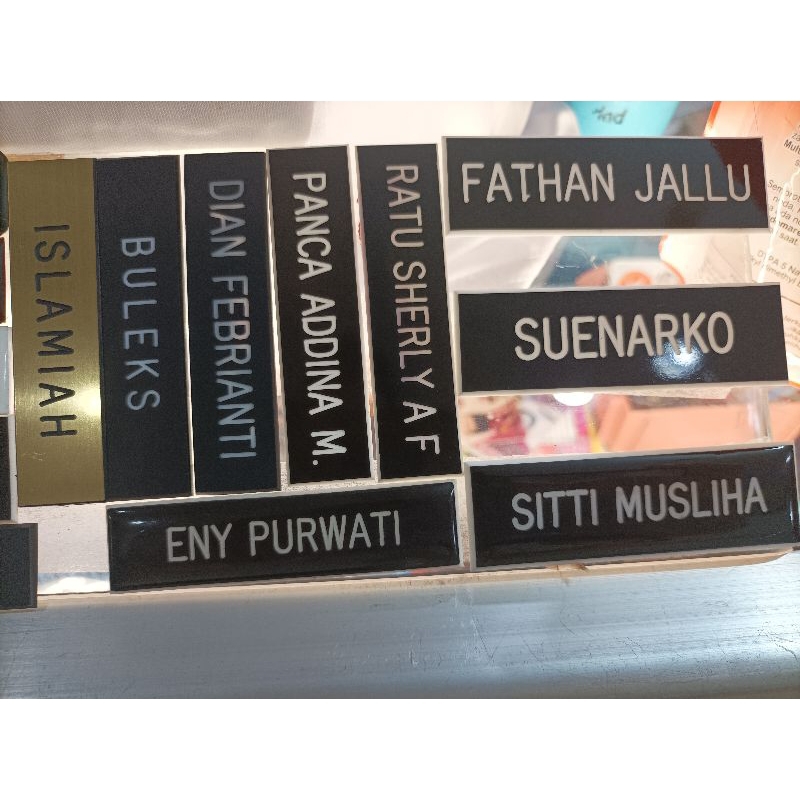 ISLAMIAH
BULEKS
DIAN FEBRIANTI
PANCA ADDINA M.
RATU SHERLY A F
FATHAN JALLU
SUENARKO
SITTI MUSLIHA
ENY PURWATI